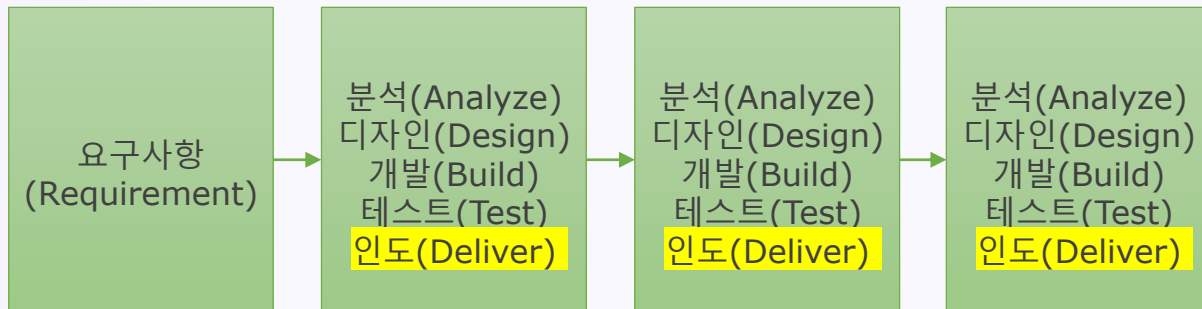 요구사항
(Requirement)
분석(Analyze)
디자인(Design)
개발(Build)
테스트(Test)
인도(Deliver)
분석(Analyze)
디자인(Design)
개발(Build)
테스트(Test)
인도(Deliver)
분석(Analyze)
디자인(Design)
개발(Build)
테스트(Test)
인도(Deliver)